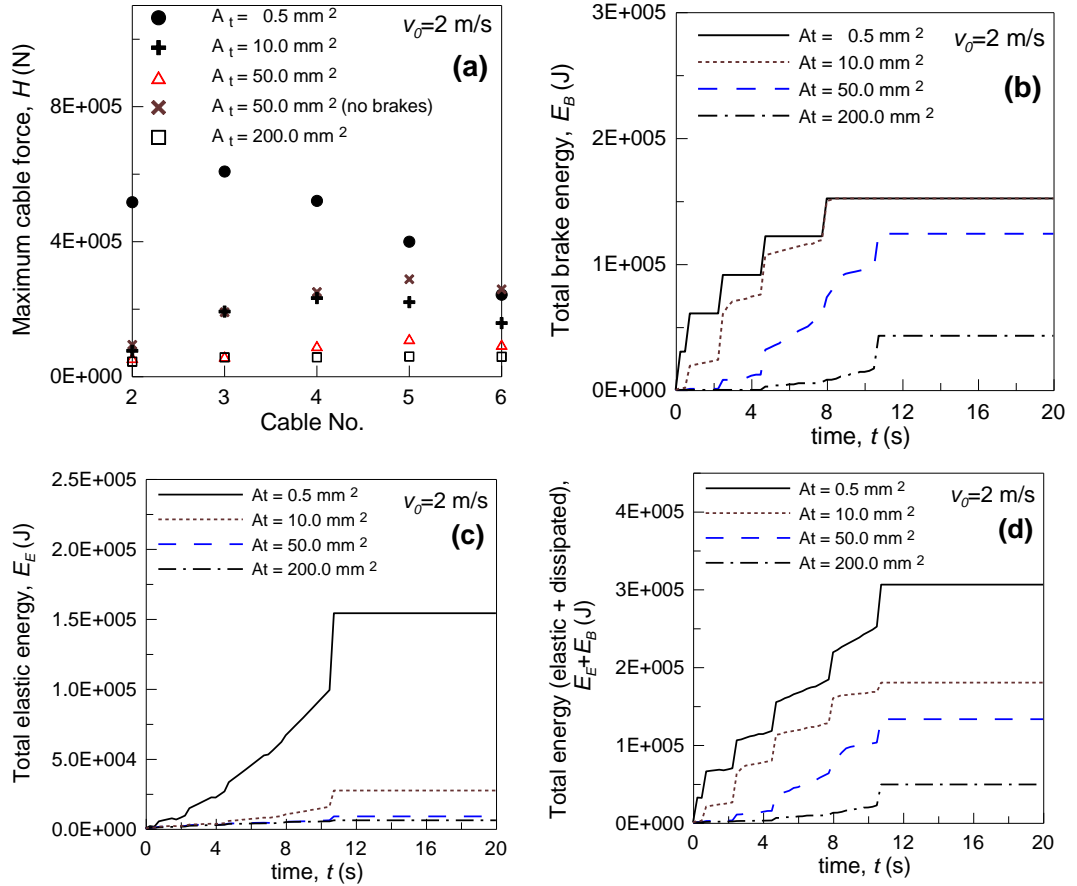 A t = 0.5 mm 2
A t = 10.0 mm 2
A t = 50.0 mm 2
A t = 50.0 mm 2 (no brakes)
A t = 200.0 mm 2
v0=2 m/s
(a)
Maximum cable force, H (N)
8E+005
4E+005
0E+000
2 3 4 5 6
Cable No.
At = 0.5 mm 2
At = 10.0 mm 2
At = 50.0 mm 2
At = 200.0 mm 2
v0=2 m/s
(b)
Total brake energy, EB (J)
3E+005
2E+005
1E+005
0E+000
0 4 8 12 16 20
time, t (s)
At = 0.5 mm 2
At = 10.0 mm 2
At = 50.0 mm 2
At = 200.0 mm 2
v0=2 m/s
(c)
Total elastic energy, EE (J)
2.5E+005
2.0E+005
1.5E+005
1.0E+005
5.0E+004
0.0E+000
0 4 8 12 16 20
time, t (s)
At = 0.5 mm 2
At = 10.0 mm 2
At = 50.0 mm 2
At = 200.0 mm 2
v0=2 m/s
(d)
Total energy (elastic + dissipated),
EE+EB (J)
4E+005
3E+005
2E+005
1E+005
0E+000
0 4 8 12 16 20
time, t (s)